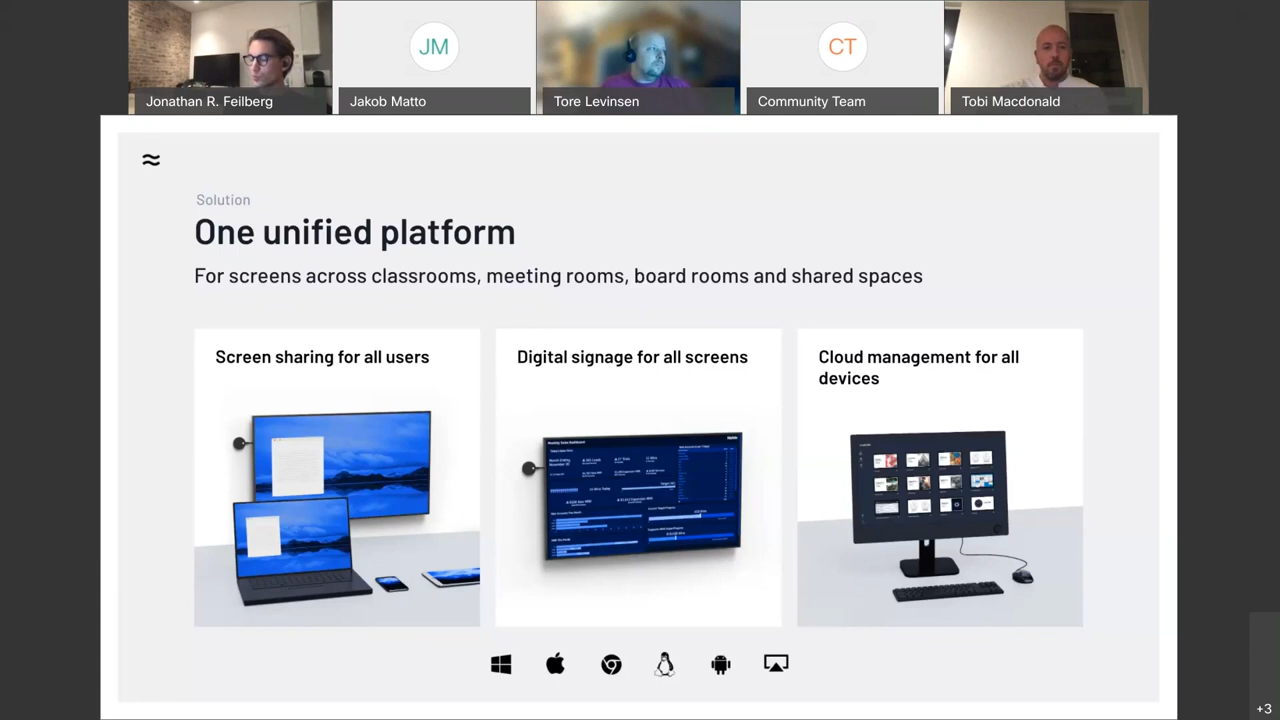 JM
CT
Jonathan R. Feilberg
Jakob Matto
Tore Levinsen
Community Team
Tobi Macdonald
Solution
One unified platform
For screens across classrooms, meeting rooms, board rooms and shared spaces
Screen sharing for all users
Digital signage for all screens
Cloud management for all
devices
+3